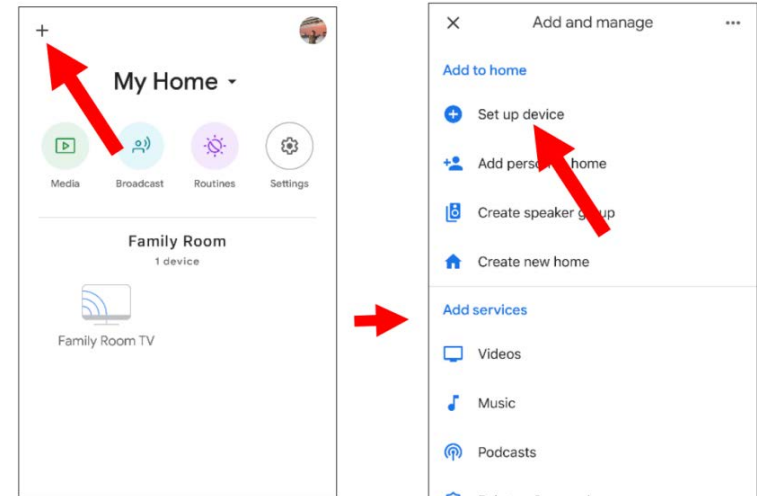 +
My Home
Media
Broadcast
Routines
Settings
Family Room
1 device
Family Room TV
Add and manage
Add to home
Set up device
Add home
Create speaker
Create new home
Add services
Videos
Music
Podcasts